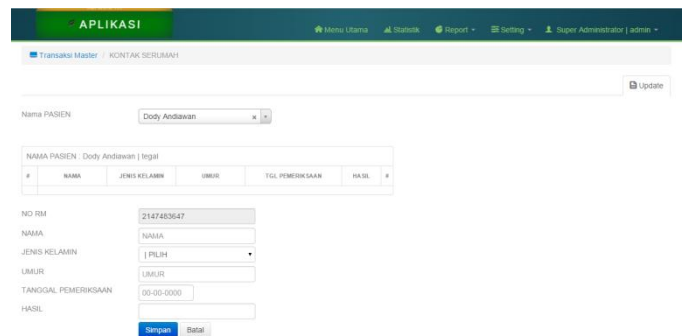 APLIKASI
Menu Utama Statistik Report Setting Super Administrator | admin
Transaksi Master / KONTAK SERUMAH
Update
Nama PASIEN Dody Andiawan x
NAMA PASIEN : Dody Andiawan | tegal
# NAMA JENIS KELAMIN UMUR TGL PEMERIKSAAN HASIL #
NO RM 2147483647
NAMA NAMA
JENIS KELAMIN | PILIH
UMUR UMUR
TANGGAL PEMERIKSAAN 00-00-0000
HASIL
Simpan Batal